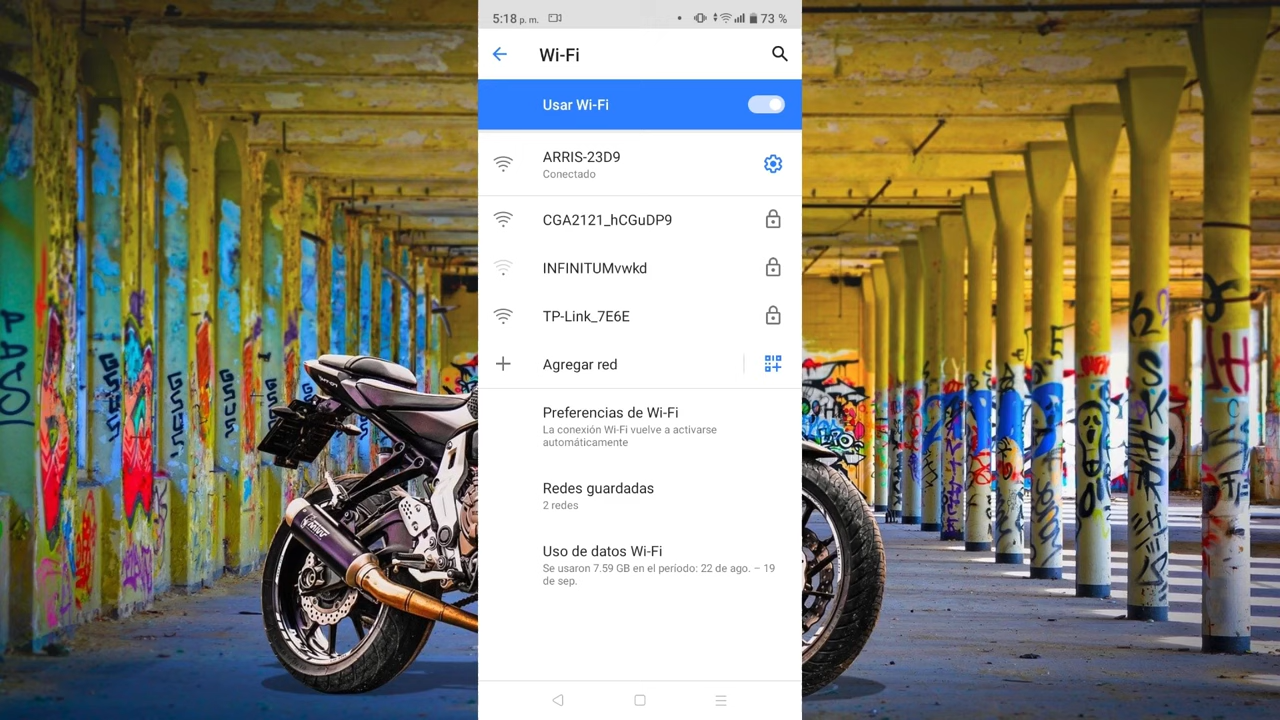 5:18 p. m.
73 %
Wi-Fi
Usar Wi-Fi
ARRIS-23D9
Conectado
CGA2121_hCGuDP9
INFINITUMvwkd
TP-Link_7E6E
Agregar red
Preferencias de Wi-Fi
La conexión Wi-Fi vuelve a activarse
automáticamente
Redes guardadas
2 redes
Uso de datos Wi-Fi
Se usaron 7.59 GB en el período: 22 de ago. – 19
de sep.